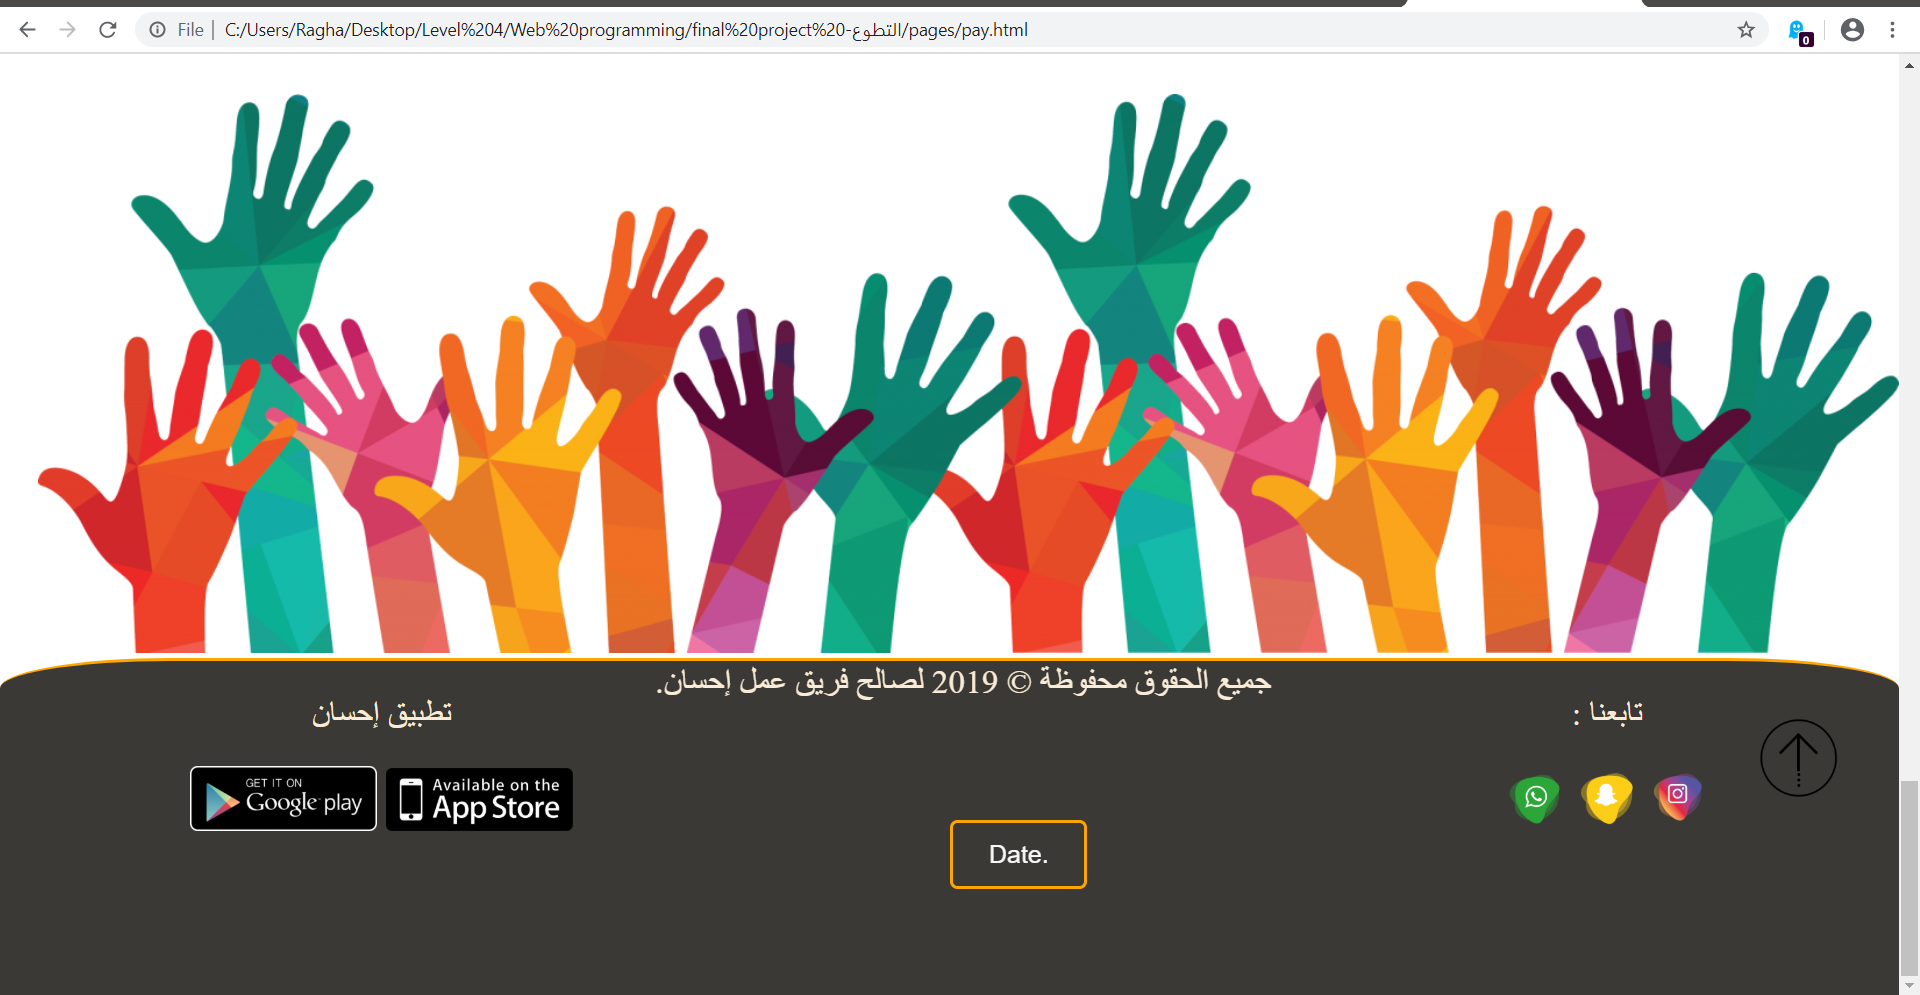 File | C:/Users/Ragha/Desktop/Level%204/Web%20programming/final%20project%20-التطوع/pages/pay.html
0
جميع الحقوق محفوظة © 2019 لصالح فريق عمل إحسان.
تابعنا :
تطبيق إحسان
GET IT ON
Google play
Available on the
App Store
Date.